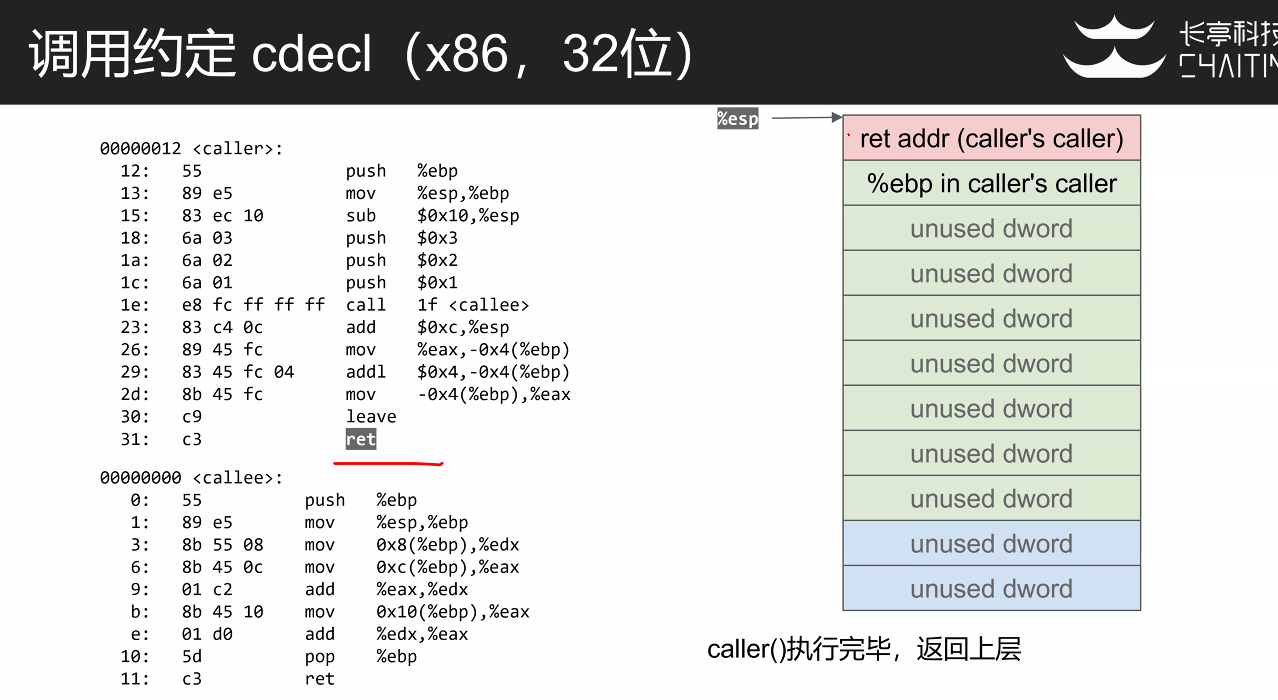 调用约定 cdecl（x86，32位）
长亭科技
CHAITIN
00000012 <caller>:
12: 55 push %ebp
13: 89 e5 mov %esp,%ebp
15: 83 ec 10 sub $0x10,%esp
18: 6a 03 push $0x3
1a: 6a 02 push $0x2
1c: 6a 01 push $0x1
1e: e8 fc ff ff ff call 1f <callee>
23: 83 c4 0c add $0xc,%esp
26: 89 45 fc mov %eax,-0x4(%ebp)
29: 83 45 fc 04 addl $0x4,-0x4(%ebp)
2d: 8b 45 fc mov -0x4(%ebp),%eax
30: c9 leave
31: c3 ret
00000000 <callee>:
0: 55 push %ebp
1: 89 e5 mov %esp,%ebp
3: 8b 55 08 mov 0x8(%ebp),%edx
6: 8b 45 0c mov 0xc(%ebp),%eax
9: 01 c2 add %eax,%edx
b: 8b 45 10 mov 0x10(%ebp),%eax
e: 01 d0 add %edx,%eax
10: 5d pop %ebp
11: c3 ret
%esp
ret addr (caller's caller)
%ebp in caller's caller
unused dword
unused dword
unused dword
unused dword
unused dword
unused dword
unused dword
unused dword
unused dword
caller()执行完毕，返回上层